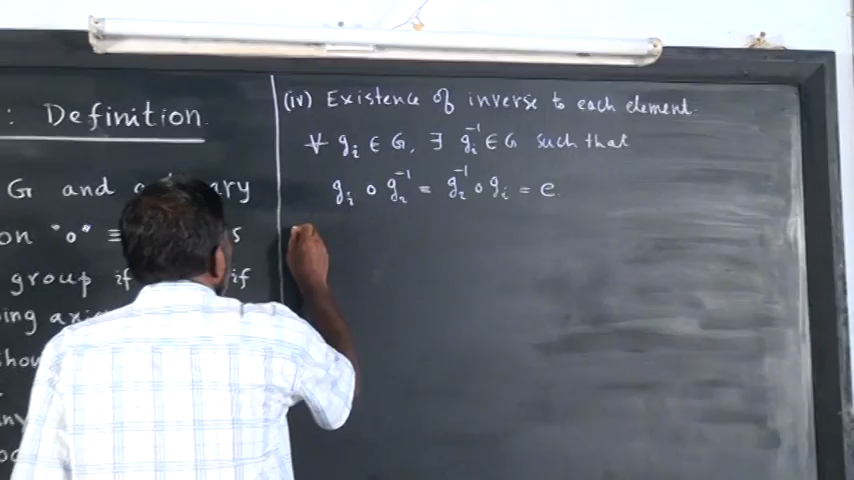 : Definition
G and
on "o" ≡
group if if
(iv) Existence of inverse to each element.
∀ gᵢ ∈ G, ∃ gᵢ⁻¹ ∈ G such that
gᵢ o gᵢ⁻¹ = gᵢ⁻¹ o gᵢ = e.